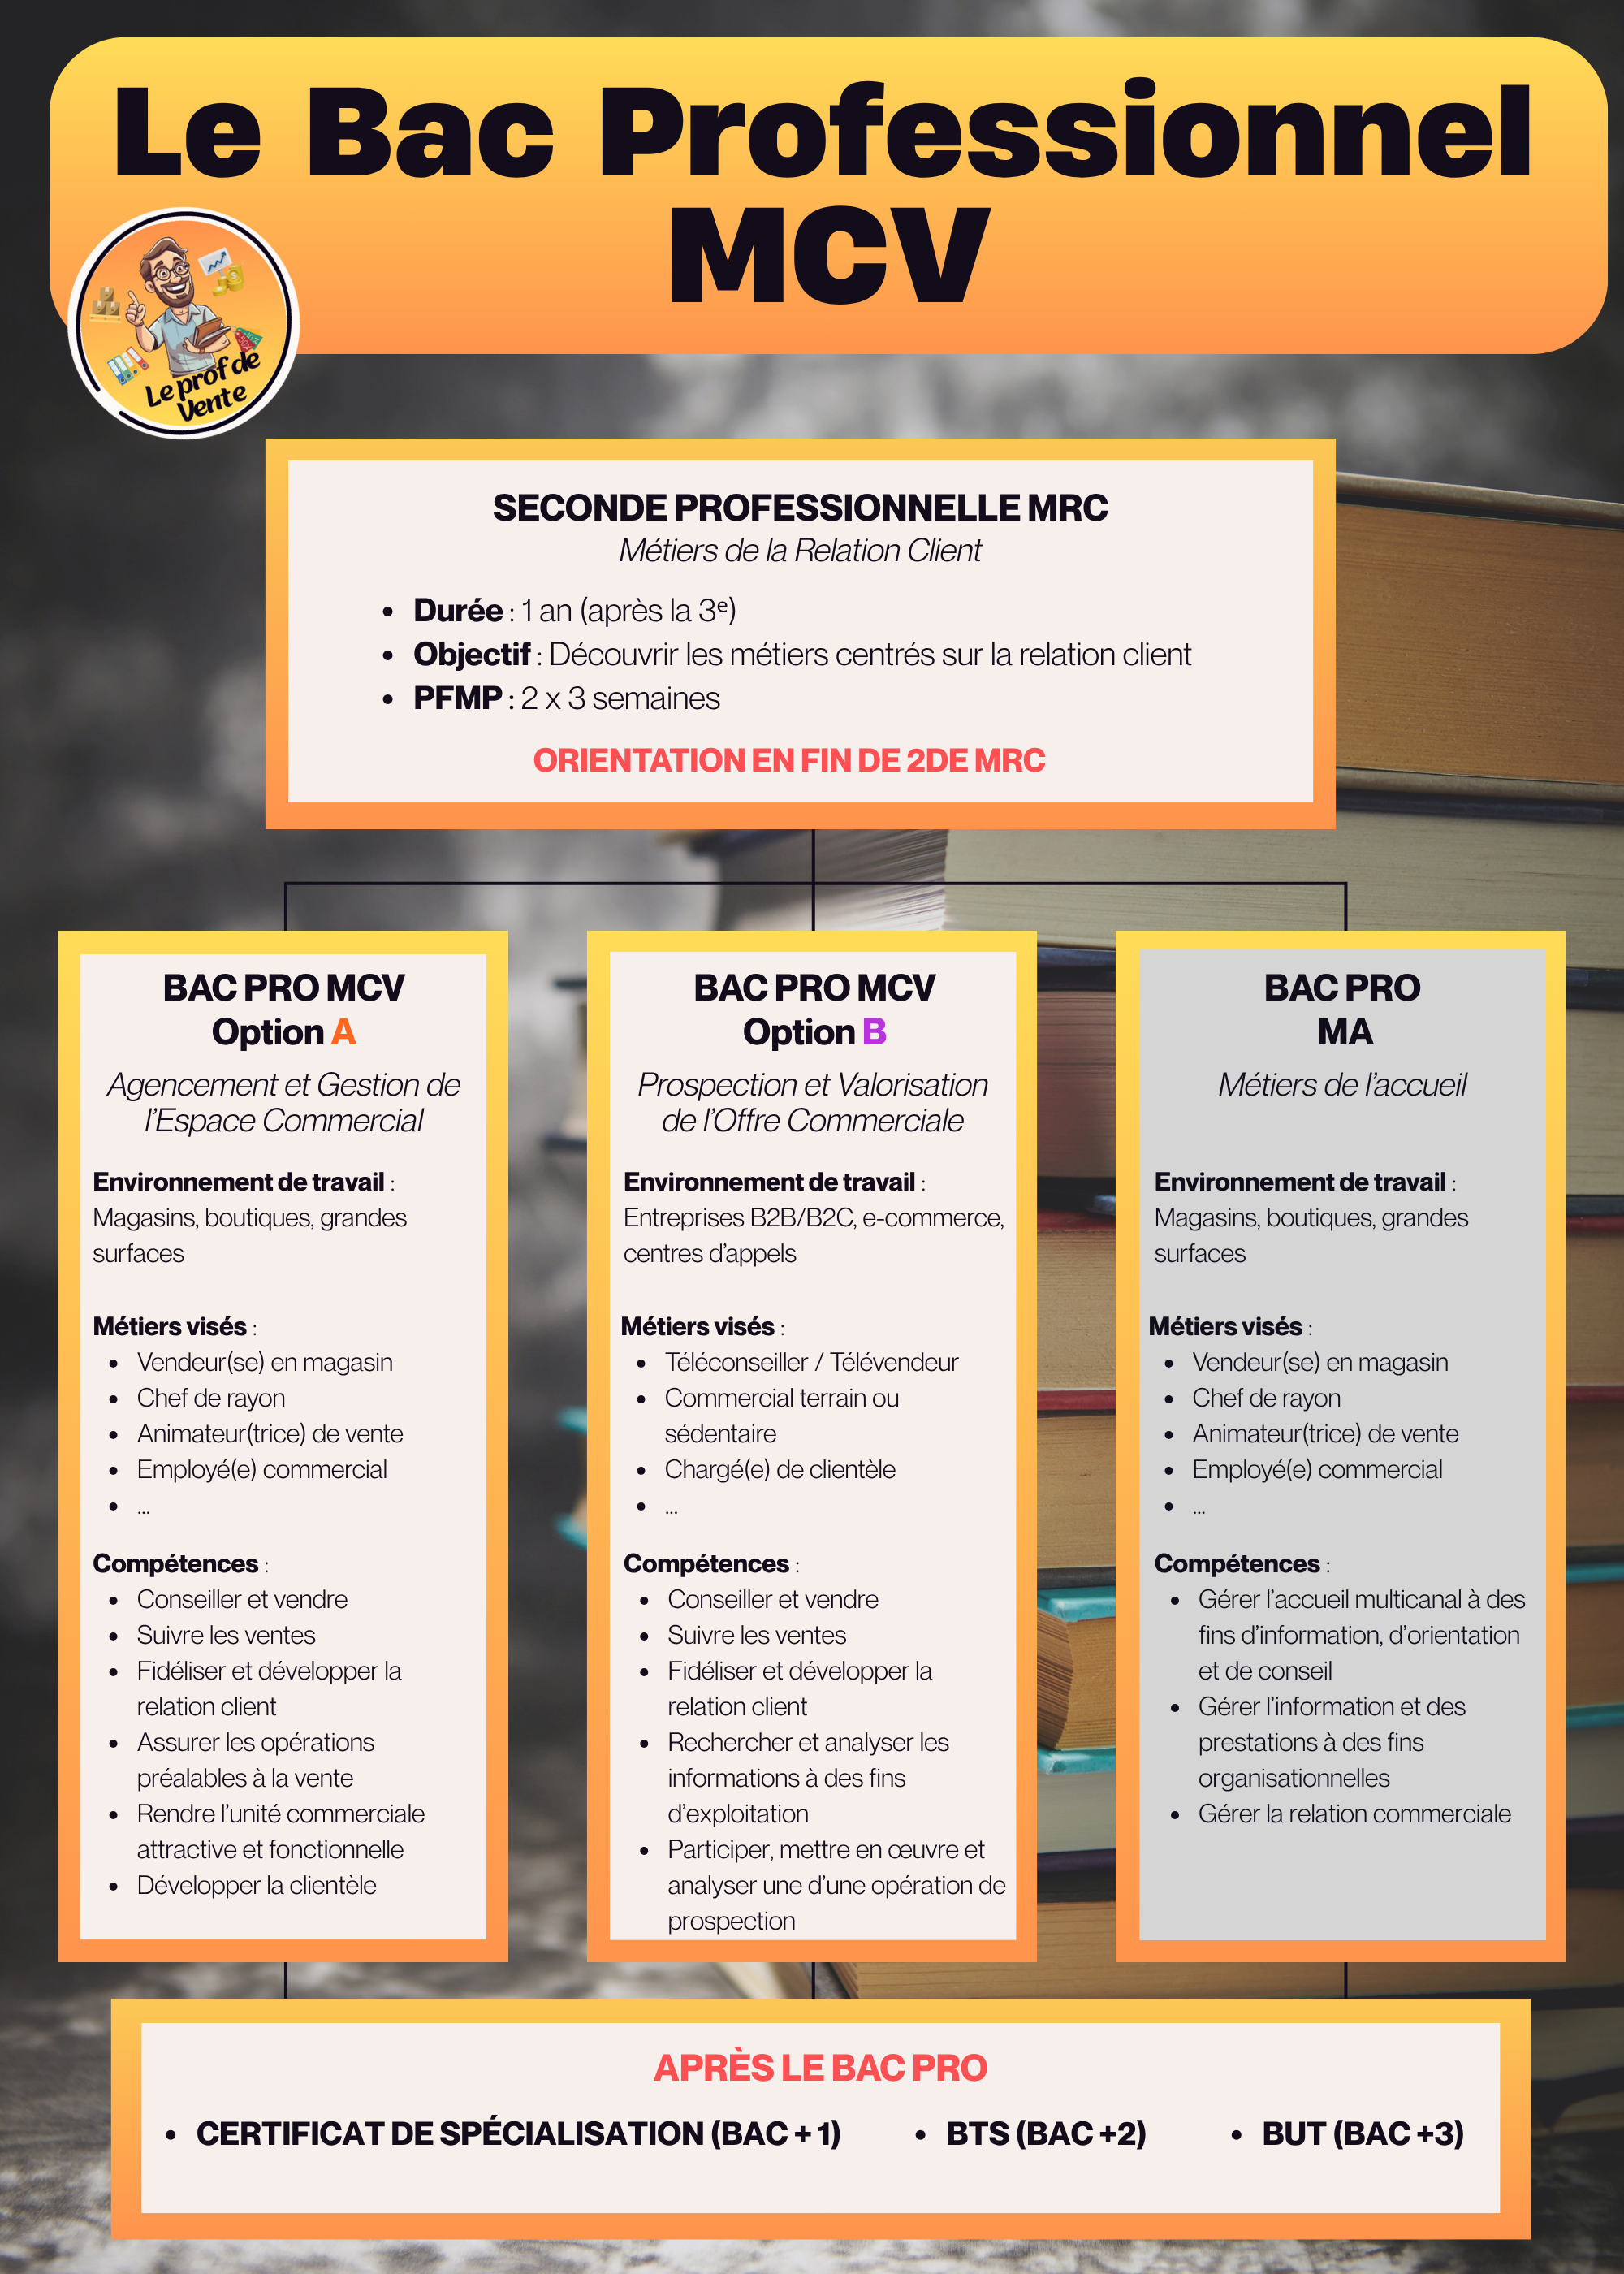 Le Bac Professionnel
MCV
Le prof de
Vente
SECONDE PROFESSIONNELLE MRC
Métiers de la Relation Client
• Durée : 1 an (après la 3ᵉ)
• Objectif : Découvrir les métiers centrés sur la relation client
• PFMP : 2 x 3 semaines
ORIENTATION EN FIN DE 2DE MRC
BAC PRO MCV
Option A
Agencement et Gestion de
l’Espace Commercial
Environnement de travail :
Magasins, boutiques, grandes
surfaces
Métiers visés :
• Vendeur(se) en magasin
• Chef de rayon
• Animateur(trice) de vente
• Employé(e) commercial
• ...
Compétences :
• Conseiller et vendre
• Suivre les ventes
• Fidéliser et développer la
relation client
• Assurer les opérations
préalables à la vente
• Rendre l’unité commerciale
attractive et fonctionnelle
• Développer la clientèle
BAC PRO MCV
Option B
Prospection et Valorisation
de l’Offre Commerciale
Environnement de travail :
Entreprises B2B/B2C, e-commerce,
centres d’appels
Métiers visés :
• Téléconseiller / Télévendeur
• Commercial terrain ou
sédentaire
• Chargé(e) de clientèle
• ...
Compétences :
• Conseiller et vendre
• Suivre les ventes
• Fidéliser et développer la
relation client
• Rechercher et analyser les
informations à des fins
d’exploitation
• Participer, mettre en œuvre et
analyser une d’une opération de
prospection
BAC PRO
MA
Métiers de l’accueil
Environnement de travail :
Magasins, boutiques, grandes
surfaces
Métiers visés :
• Vendeur(se) en magasin
• Chef de rayon
• Animateur(trice) de vente
• Employé(e) commercial
• ...
Compétences :
• Gérer l’accueil multicanal à des
fins d’information, d’orientation
et de conseil
• Gérer l’information et des
prestations à des fins
organisationnelles
• Gérer la relation commerciale
APRÈS LE BAC PRO
• CERTIFICAT DE SPÉCIALISATION (BAC + 1) • BTS (BAC +2) • BUT (BAC +3)